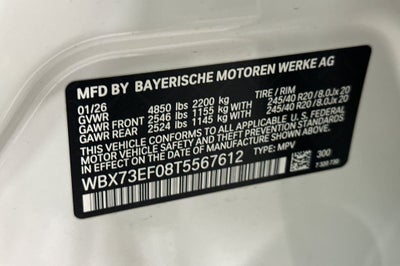 MFD BY BAYERISCHE MOTOREN WERKE AG
01/26 TIRE / RIM
GVWR 4850 lbs 2200 kg
GAWR FRONT 2546 lbs 1155 kg 245/40 R20 / 8.0Jx 20
GAWR REAR 2524 lbs 1145 kg 245/40 R20 / 8.0Jx 20
THIS VEHICLE CONFORMS TO ALL APPLICABLE
U.S. FEDERAL MOTOR VEHICLE SAFETY, BUMPER,
AND THEFT PREVENTION STANDARDS
IN EFFECT ON THE DATE OF MANUFACTURE
SHOWN ABOVE.
WBX73EF08T5567612 TYPE: MPV
300